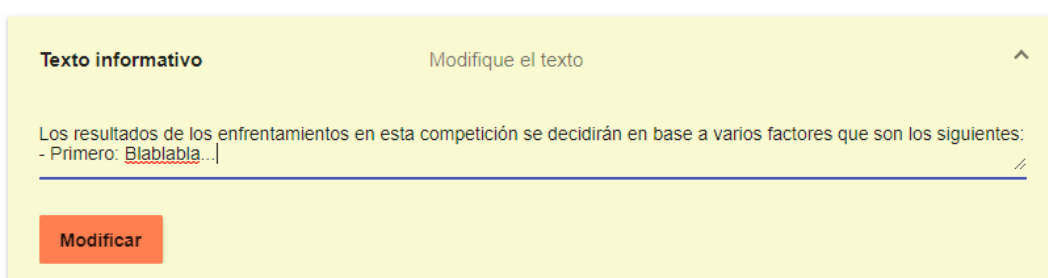 Texto informativo Modifique el texto
Los resultados de los enfrentamientos en esta competición se decidirán en base a varios factores que son los siguientes:
- Primero: Blablabla...
Modificar